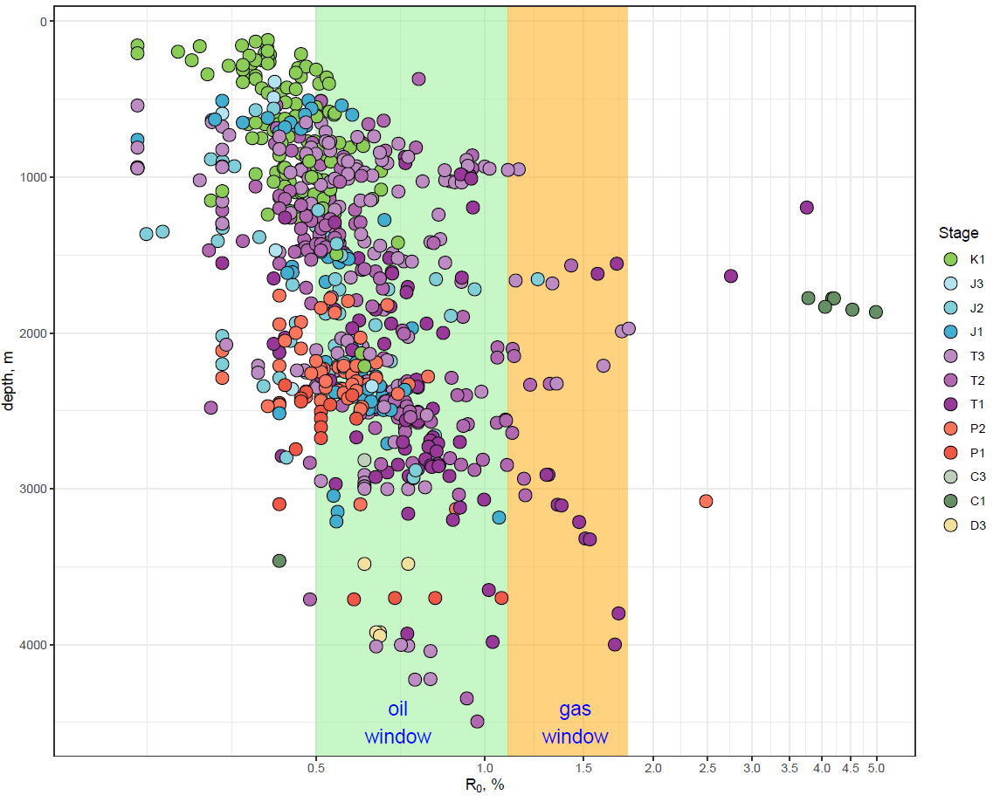 0
1000
2000
3000
4000
depth, m
oil
window
gas
window
0.5
1.0
1.5
2.0
2.5
3.0
3.5
4.0
4.5
5.0
R₀, %
Stage
K1
J3
J2
J1
T3
T2
T1
P2
P1
C3
C1
D3